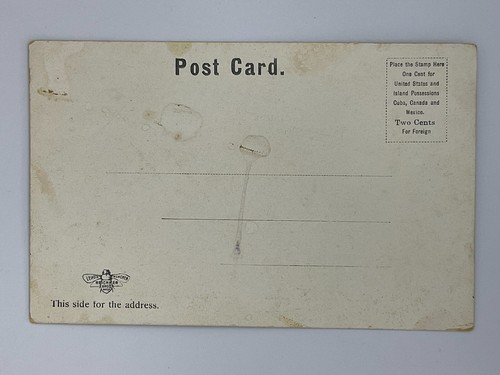 Post Card.
Place the Stamp Here
One Cent for
United States and
Island Possessions
Cuba, Canada and
Mexico.
Two Cents
For Foreign
This side for the address.